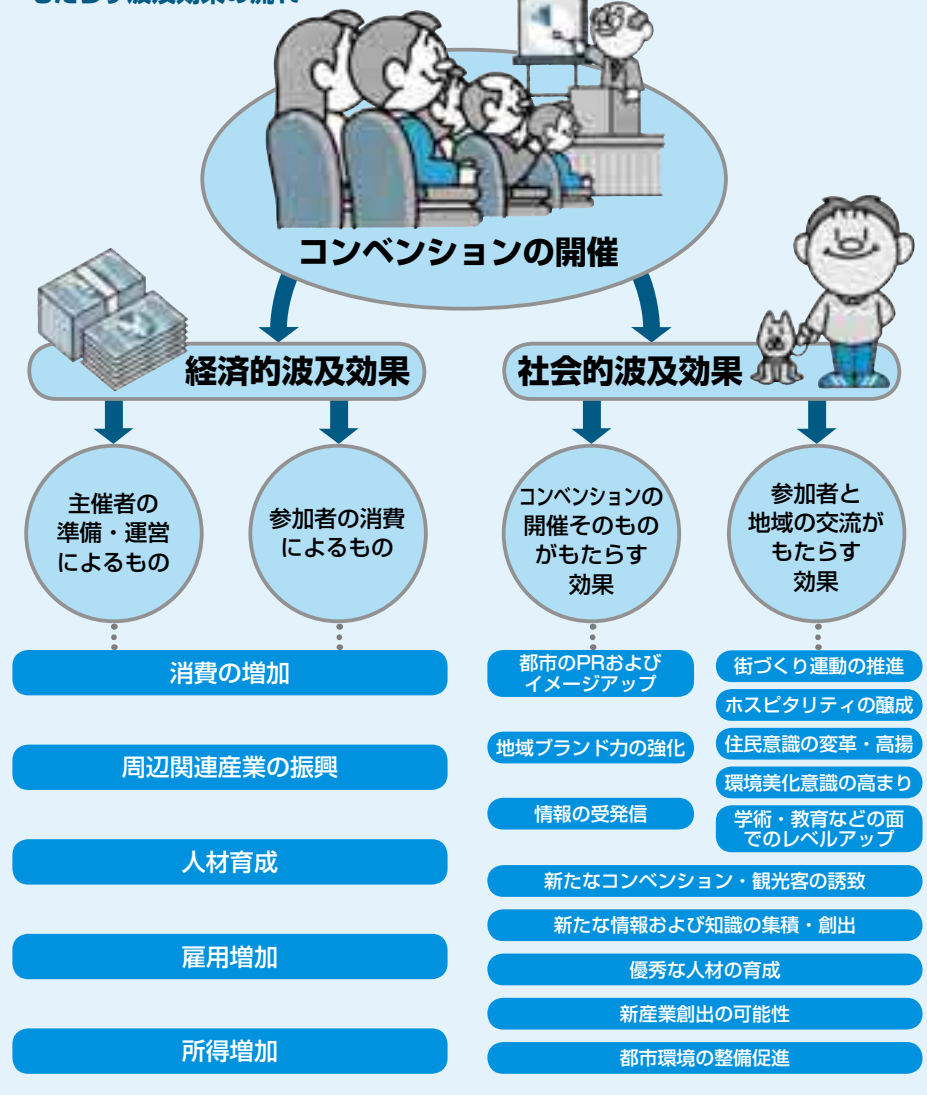 コンベンションの開催
経済的波及効果
社会的波及効果
主催者の
準備・運営
によるもの
参加者の消費
によるもの
コンベンションの
開催そのもの
がもたらす
効果
参加者と
地域の交流が
もたらす
効果
消費の増加
周辺関連産業の振興
人材育成
雇用増加
所得増加
都市のPRおよび
イメージアップ
地域ブランド力の強化
情報の受発信
街づくり運動の推進
ホスピタリティの醸成
住民意識の変革・高揚
環境美化意識の高まり
学術・教育などの面
でのレベルアップ
新たなコンベンション・観光客の誘致
新たな情報および知識の集積・創出
優秀な人材の育成
新産業創出の可能性
都市環境の整備促進